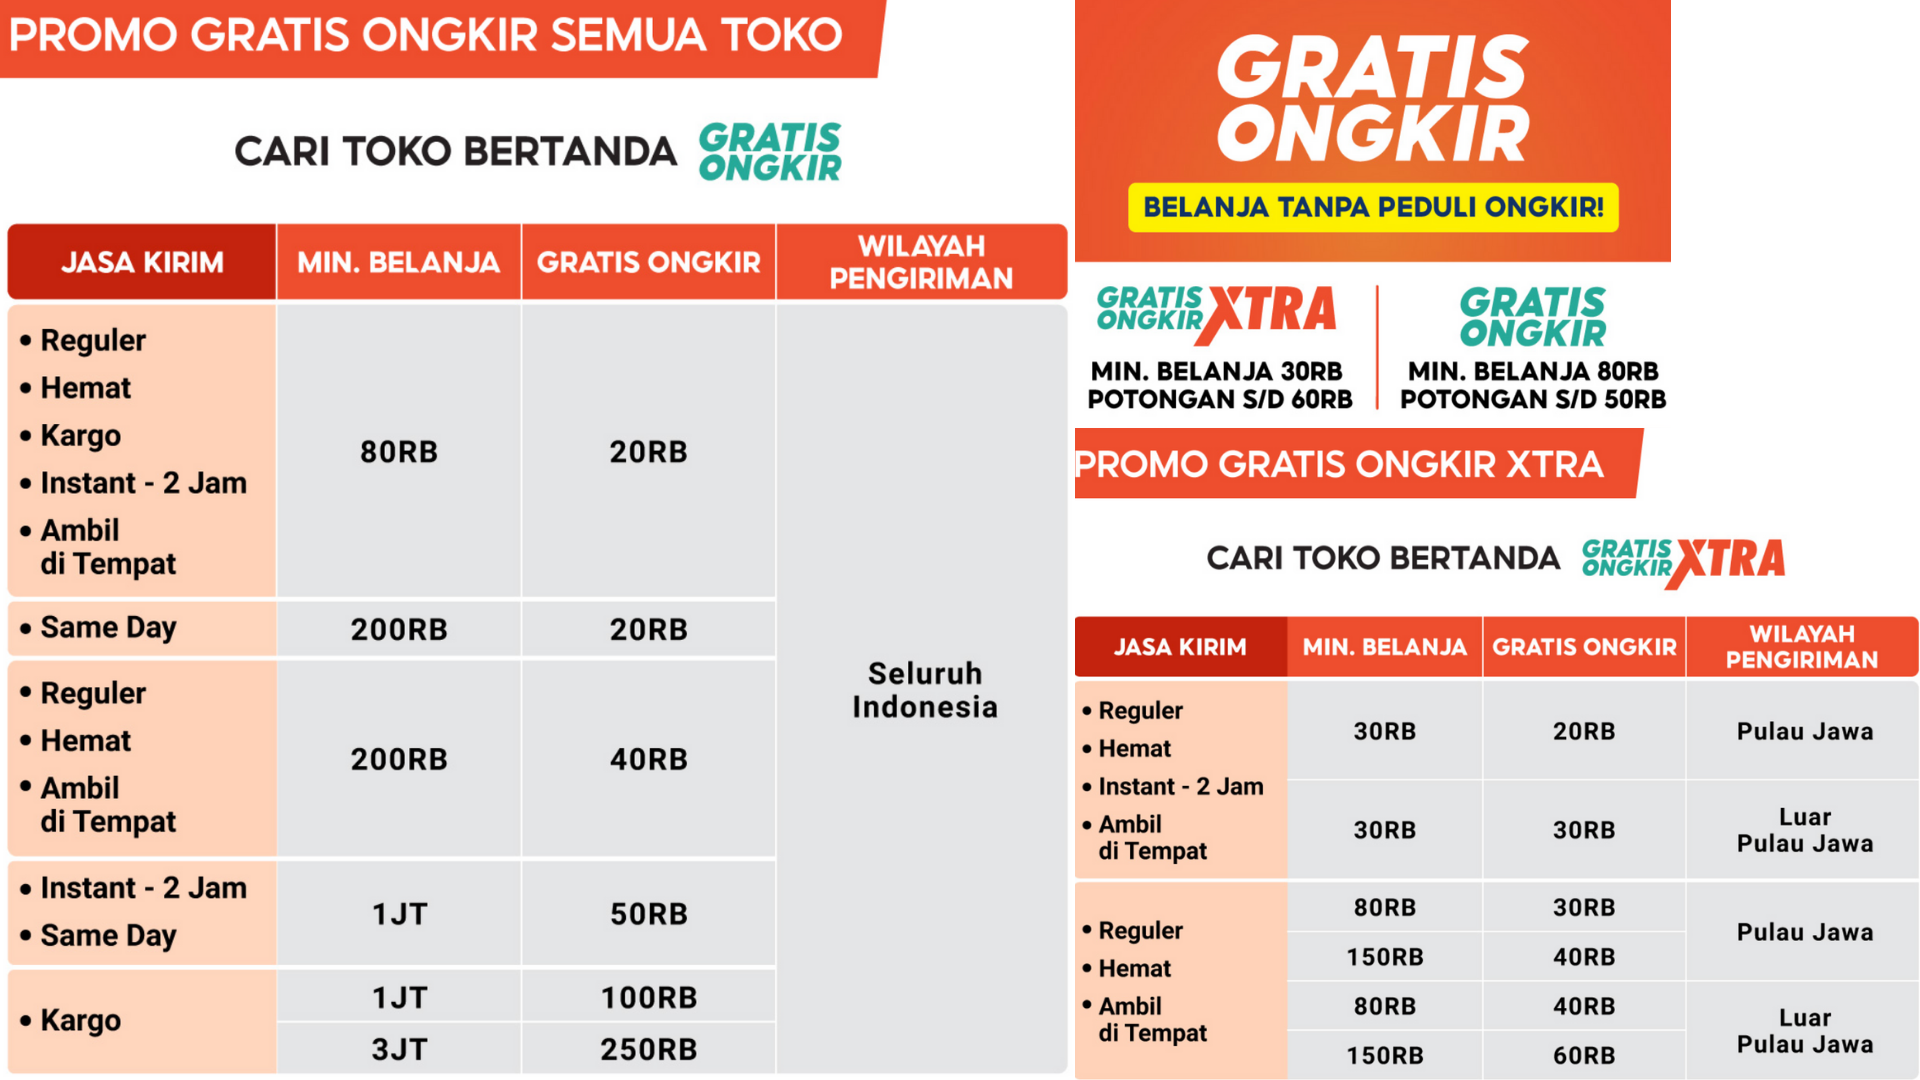 PROMO GRATIS ONGKIR SEMUA TOKO
CARI TOKO BERTANDA GRATIS ONGKIR
JASA KIRIM
MIN. BELANJA
GRATIS ONGKIR
WILAYAH
PENGIRIMAN
• Reguler
• Hemat
• Kargo
• Instant - 2 Jam
• Ambil
di Tempat
80RB
20RB
• Same Day
200RB
20RB
• Reguler
• Hemat
• Ambil
di Tempat
200RB
40RB
• Instant - 2 Jam
• Same Day
1JT
50RB
• Kargo
1JT
100RB
3JT
250RB
Seluruh
Indonesia
GRATIS
ONGKIR
BELANJA TANPA PEDULI ONGKIR!
GRATIS
ONGKIR XTRA
MIN. BELANJA 30RB
POTONGAN S/D 60RB
GRATIS
ONGKIR
MIN. BELANJA 80RB
POTONGAN S/D 50RB
PROMO GRATIS ONGKIR XTRA
CARI TOKO BERTANDA GRATIS ONGKIR XTRA
JASA KIRIM
MIN. BELANJA
GRATIS ONGKIR
WILAYAH
PENGIRIMAN
• Reguler
• Hemat
• Instant - 2 Jam
• Ambil
di Tempat
30RB
20RB
Pulau Jawa
30RB
30RB
Luar
Pulau Jawa
• Reguler
• Hemat
• Ambil
di Tempat
80RB
30RB
150RB
40RB
Pulau Jawa
80RB
40RB
150RB
60RB
Luar
Pulau Jawa